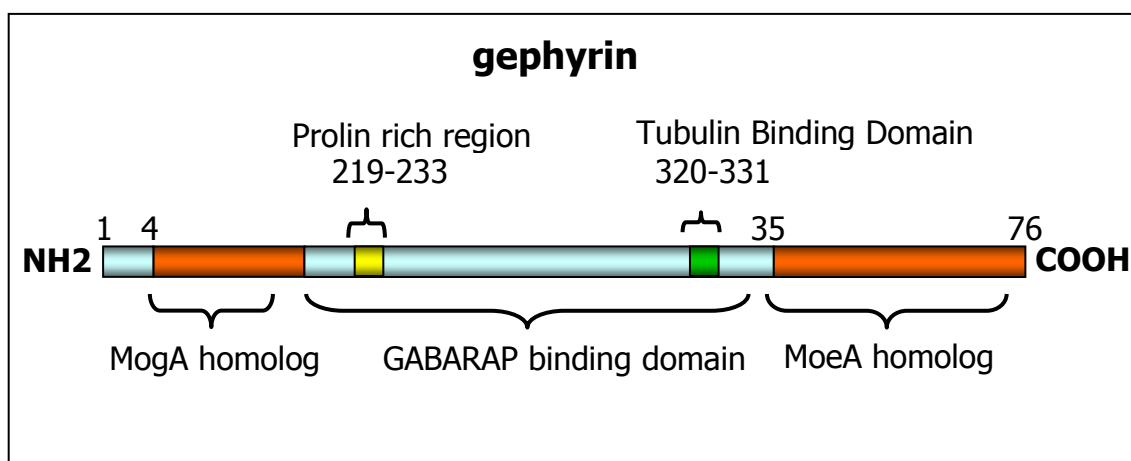 gephyrin
Prolin rich region
219-233
Tubulin Binding Domain
320-331
1 4 35 76
NH2 COOH
MogA homolog GABARAP binding domain MoeA homolog